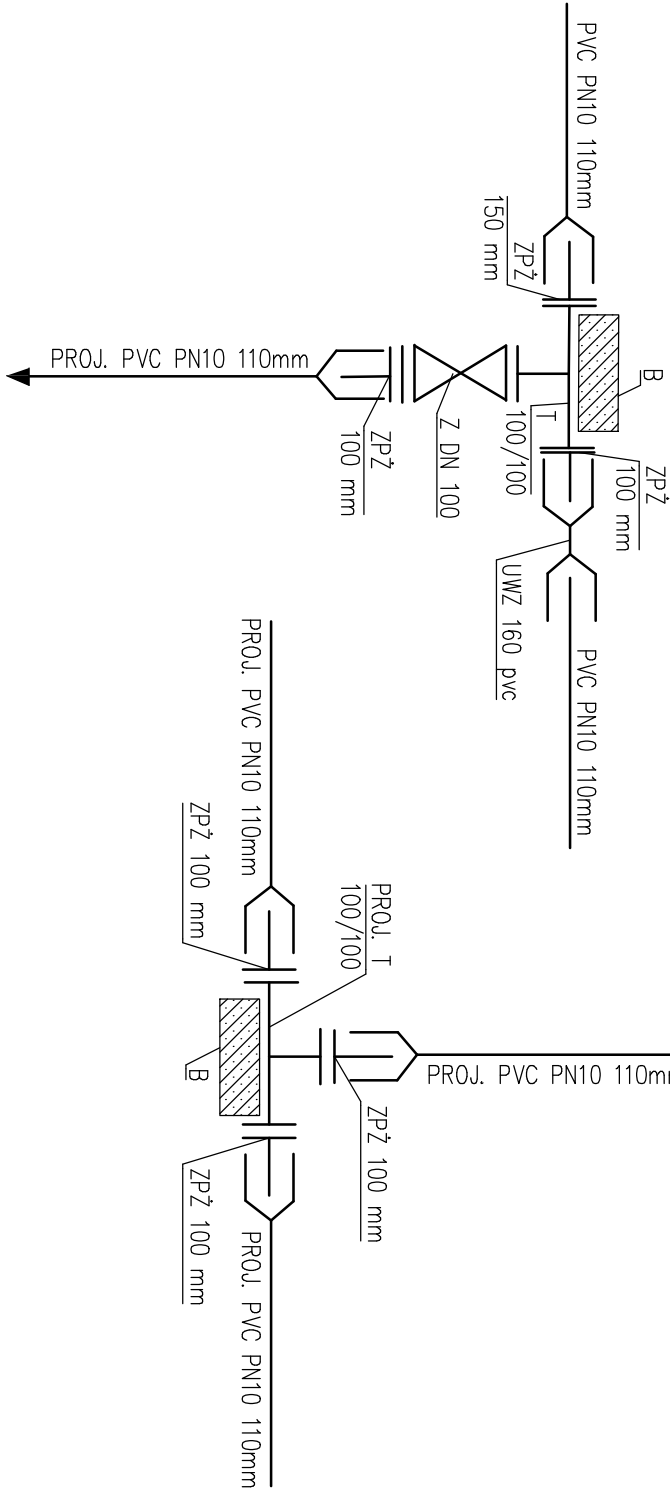 PVC PN10 110mm
ZPŻ
150 mm
B
PROJ. PVC PN10 110mm
ZPŻ
100 mm
Z DN 100
T
100/100
ZPŻ
100 mm
UWZ 160 pvc
PVC PN10 110mm
PROJ. PVC PN10 110mm
ZPŻ 100 mm
PROJ. T
100/100
B
PROJ. PVC PN10 110m
ZPŻ 100 mm
ZPŻ 100 mm
PROJ. PVC PN10 110mm